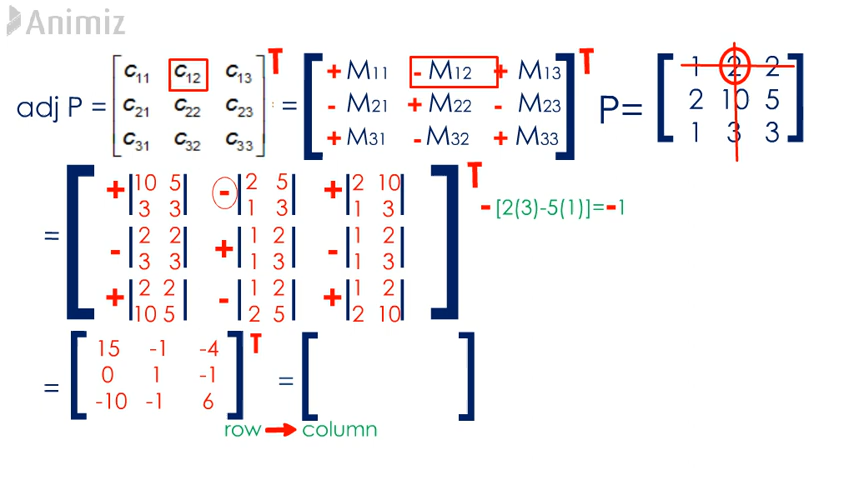 Animiz
adj P = [ c11 c12 c13 ]T = [ + M11 - M12 + M13 ]T P= [ 1 2 2 ]
[ c21 c22 c23 ] [ - M21 + M22 - M23 ] [ 2 10 5 ]
[ c31 c32 c33 ] [ + M31 - M32 + M33 ] [ 1 3 3 ]
= [ + |10 5| - |2 5| + |2 10| ]T
|3 3| |1 3| |1 3|
- |2 2| + |1 2| - |1 2|
|3 3| |1 3| |1 3|
+ |2 2| - |1 2| + |1 2|
|10 5| |2 5| |2 10|
- [2(3)-5(1)]=-1
= [ 15 -1 -4 ]T = [ ]
[ 0 1 -1 ]
[ -10 -1 6 ]
row → column